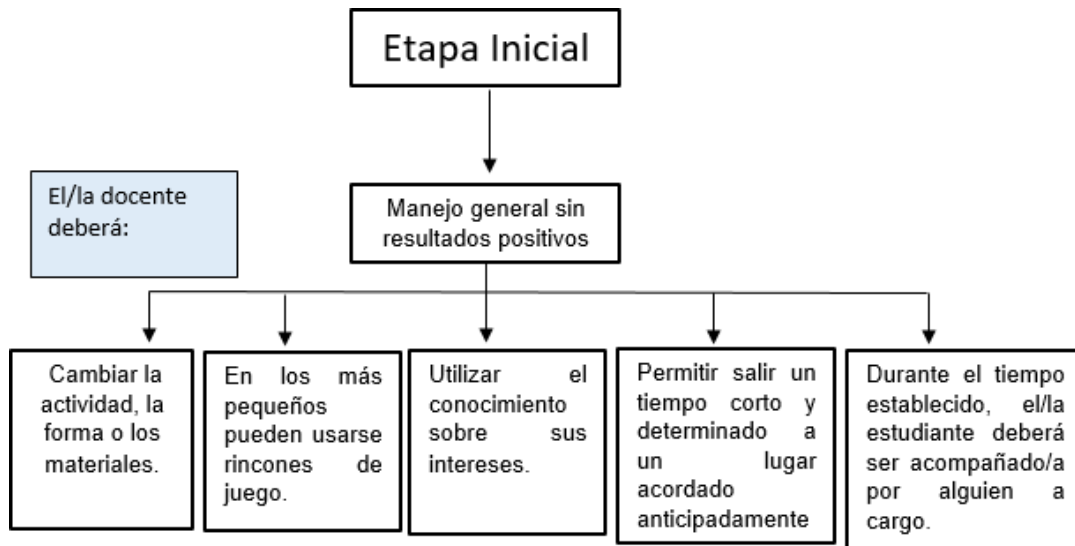 Etapa Inicial
El/la docente
deberá:
Manejo general sin
resultados positivos
Cambiar la
actividad, la
forma o los
materiales.
En los más
pequeños
pueden usarse
rincones de
juego.
Utilizar el
conocimiento
sobre sus
intereses.
Permitir salir un
tiempo corto y
determinado a
un lugar
acordado
anticipadamente
Durante el tiempo
establecido, el/la
estudiante deberá
ser acompañado/a
por alguien a
cargo.